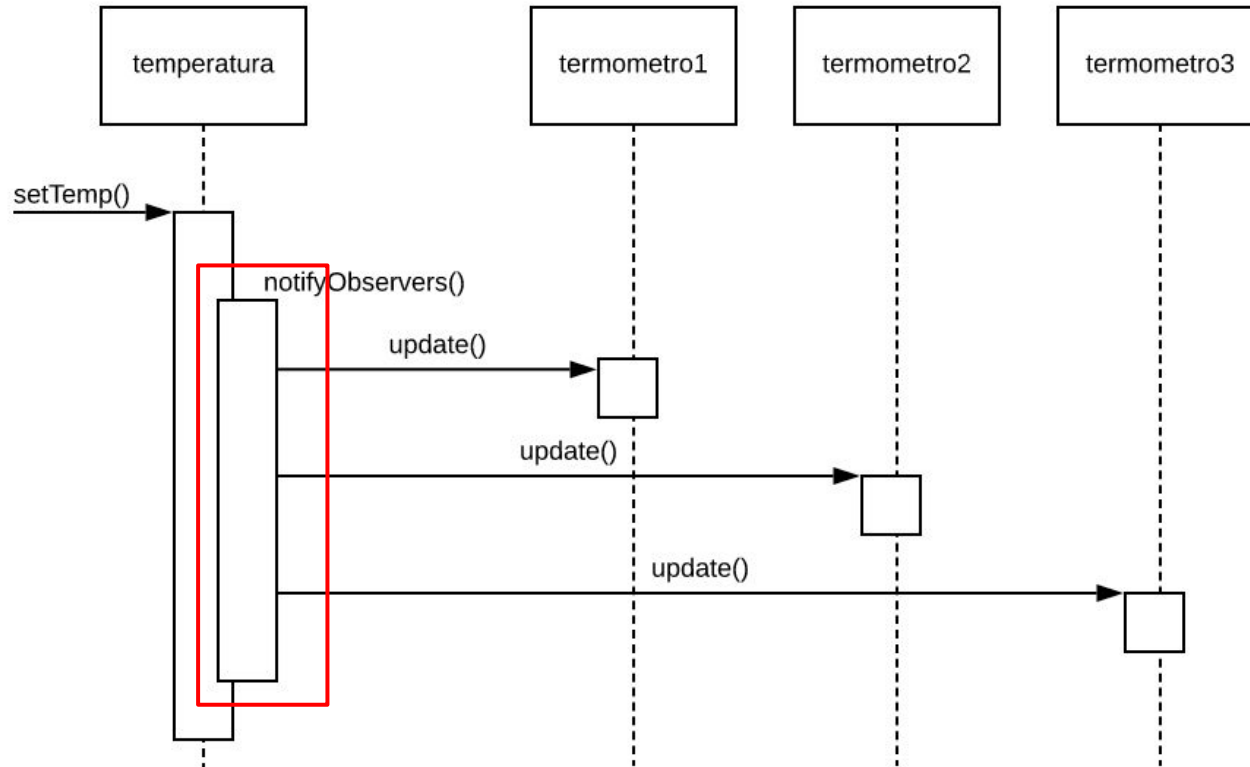 temperatura
termometro1
termometro2
termometro3
setTemp()
notifyObservers()
update()
update()
update()